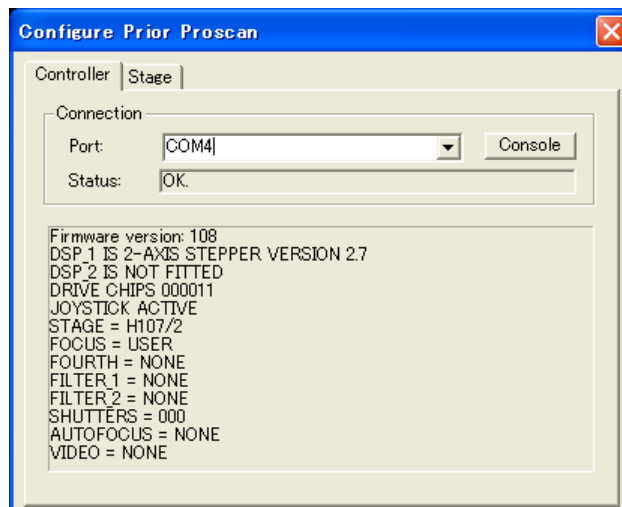 Configure Prior Proscan
Controller Stage
Connection
Port: COM4 Console
Status: OK.
Firmware version: 108
DSP_1 IS 2-AXIS STEPPER VERSION 2.7
DSP_2 IS NOT FITTED
DRIVE CHIPS 000011
JOYSTICK ACTIVE
STAGE = H107/2
FOCUS = USER
FOURTH = NONE
FILTER_1 = NONE
FILTER_2 = NONE
SHUTTERS = 000
AUTOFOCUS = NONE
VIDEO = NONE